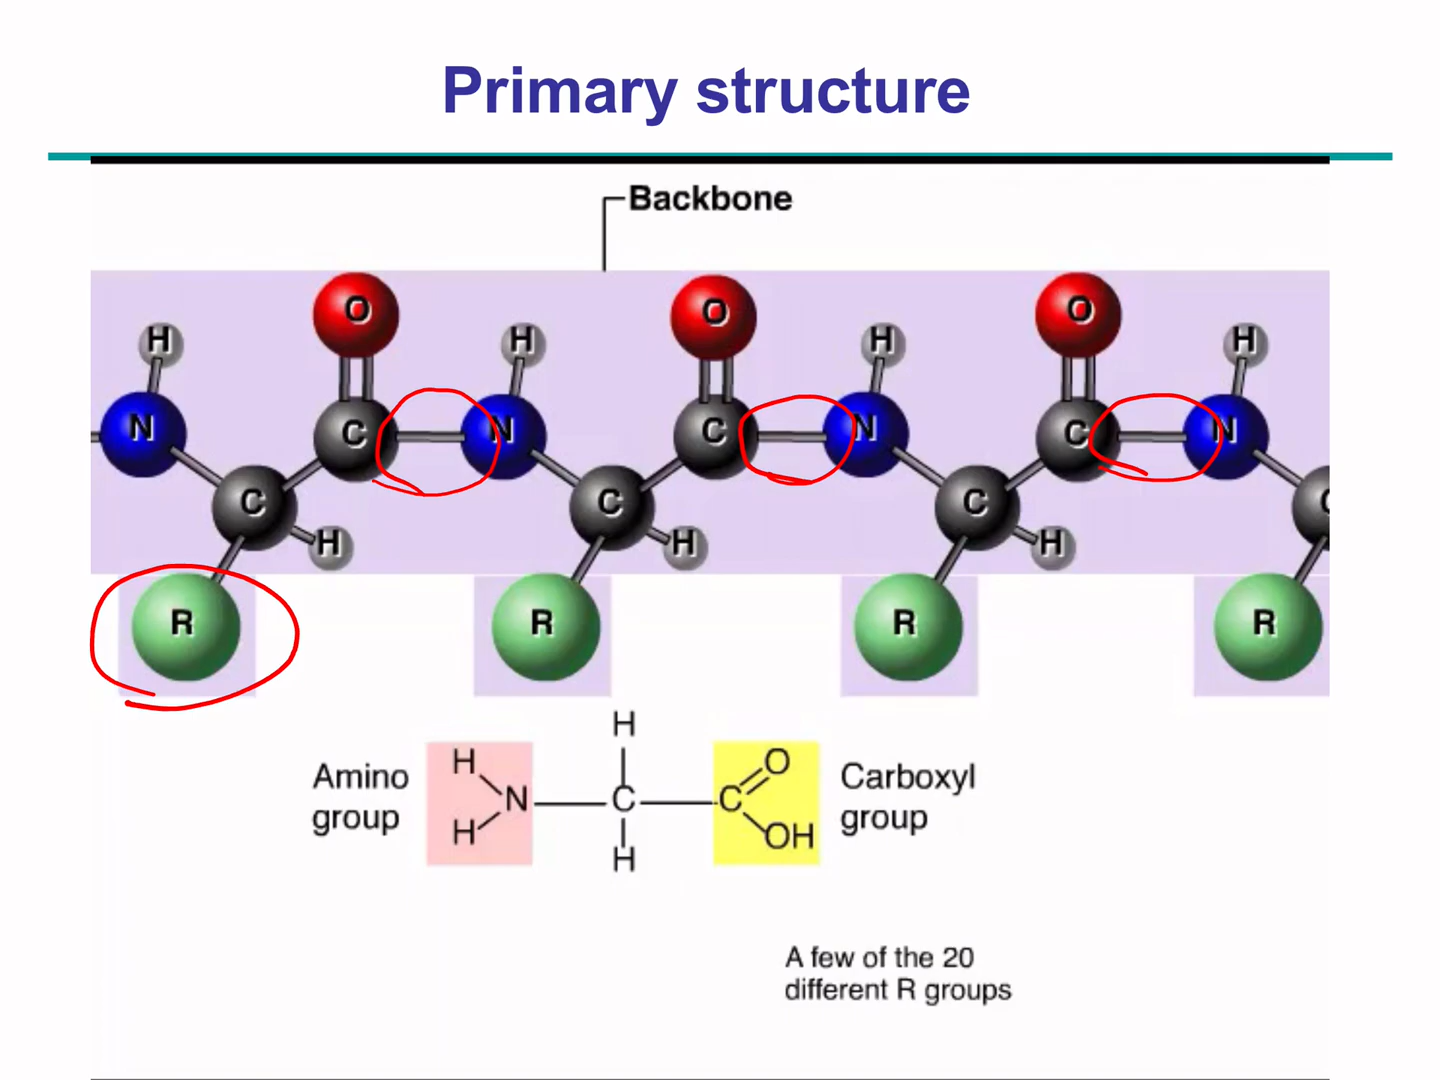 Primary structure
Backbone
O O O
H H H H
N C N C N C N
C C C C
H H H
R R R R
H
Amino group
H
H
N C C
O
OH
H
Carboxyl group
A few of the 20
different R groups